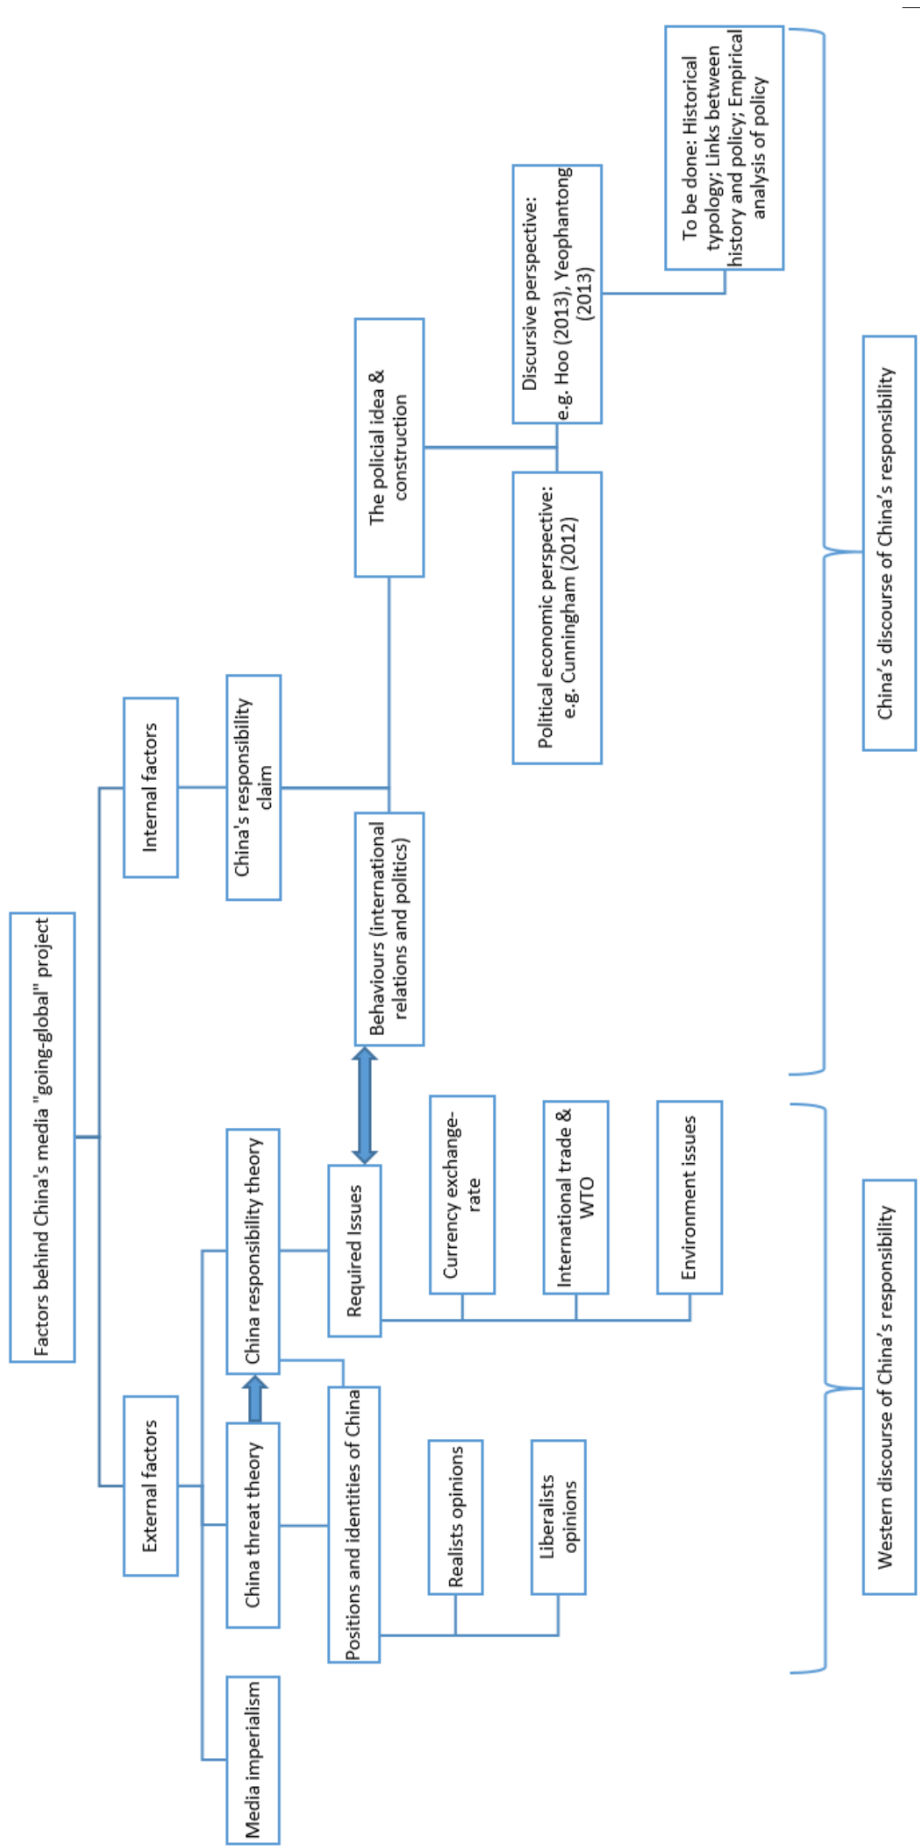 Factors behind China's media "going-global" project
External factors
Internal factors
Media imperialism
China threat theory
China responsibility theory
China's responsibility
claim
Positions and identities of China
Required Issues
Behaviours (international
relations and politics)
The policial idea &
construction
Realists opinions
Liberalists
opinions
Currency exchange-
rate
International trade &
WTO
Environment issues
Political economic perspective:
e.g. Cunningham (2012)
Discursive perspective:
e.g. Hoo (2013), Yeophantong
(2013)
To be done: Historical
typology; Links between
history and policy; Empirical
analysis of policy
Western discourse of China’s responsibility
China’s discourse of China’s responsibility